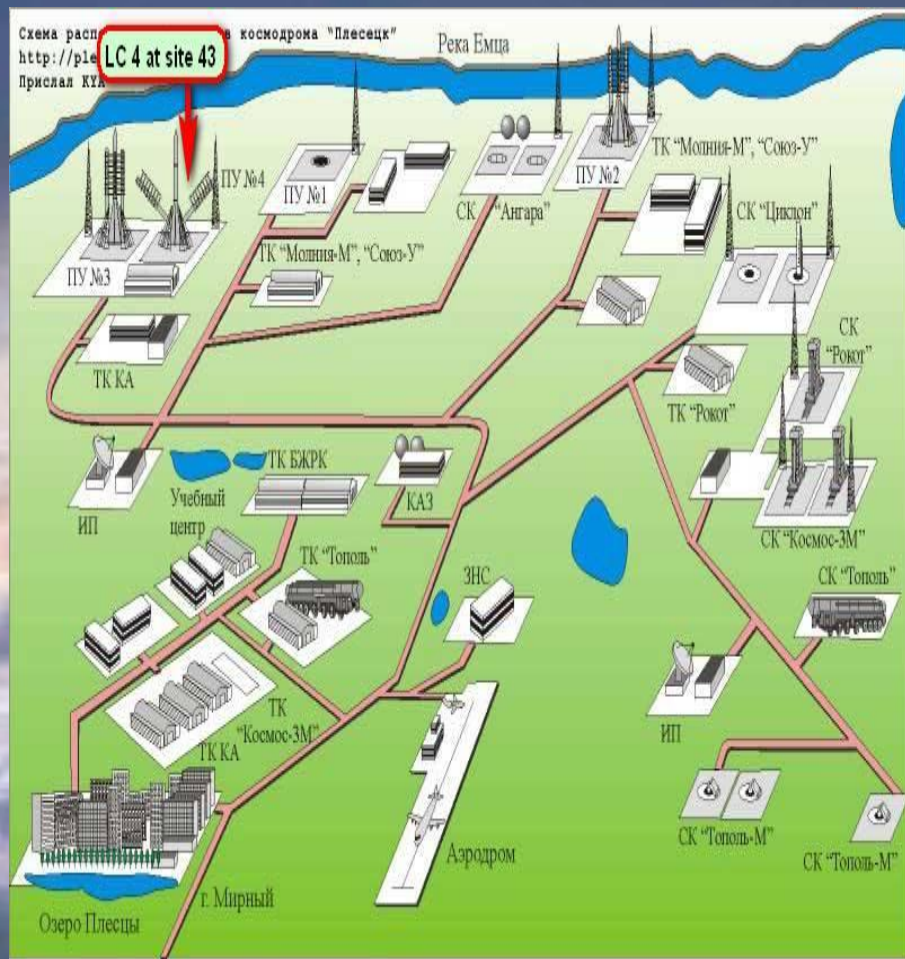 Схема расп
в космодрома “Плесецк”
http://ple
Прислал KYA
LC 4 at site 43
Река Емца
ПУ №4
ПУ №3
ПУ №1
СК “Ангара”
ПУ №2
ТК “Молния-М”, “Союз-У”
СК “Циклон”
ТК “Молния-М”, “Союз-У”
ТК КА
СК
“Рокот”
ТК “Рокот”
ИП
Учебный
центр
ТК БЖРК
КАЗ
СК “Космос-3М”
ТК “Тополь”
ЗНС
СК “Тополь”
ТК
“Космос-3М”
ТК КА
ИП
СК “Тополь-М”
СК “Тополь-М”
Аэродром
г. Мирный
Озеро Плесцы